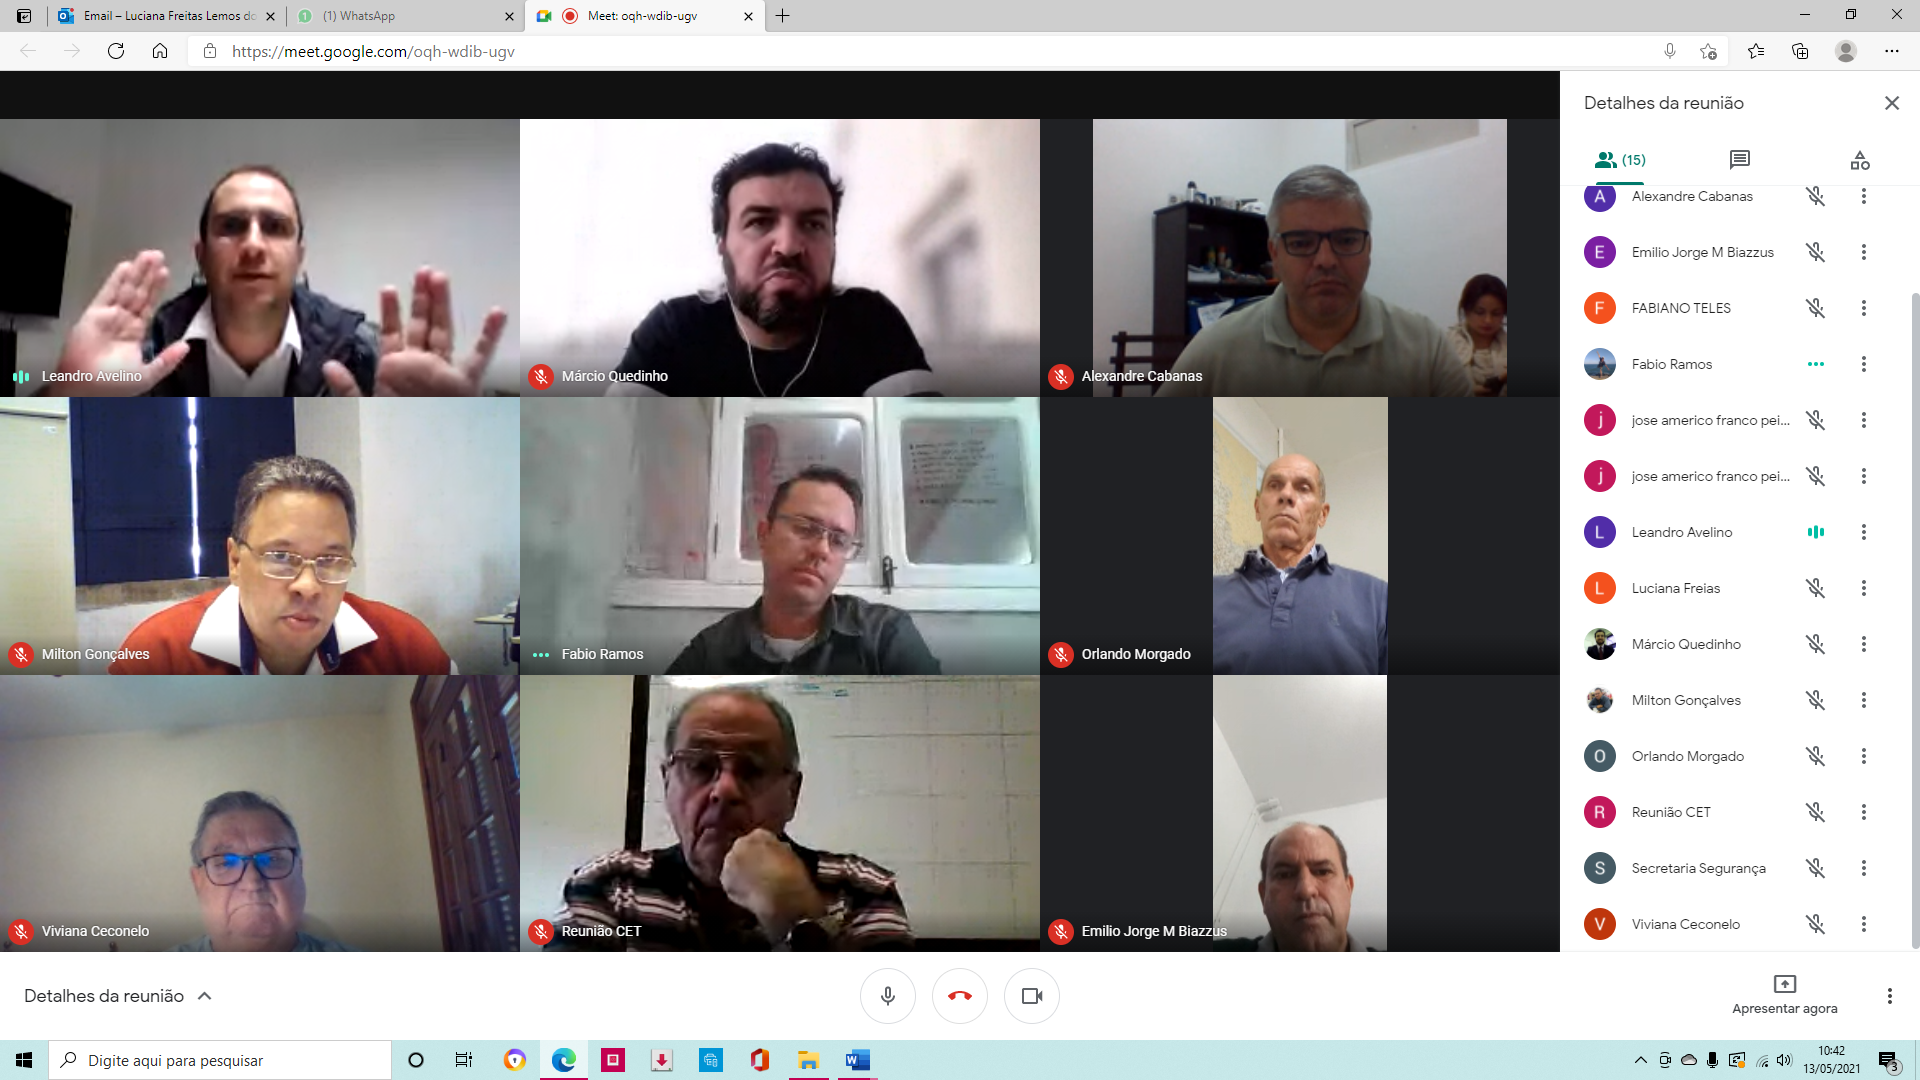 Email – Luciana Freitas Lemos do
(1) WhatsApp
Meet: oqh-wdib-ugv
https://meet.google.com/oqh-wdib-ugv
Detalhes da reunião
(15)
Leandro Avelino
Márcio Quedinho
Alexandre Cabanas
Milton Gonçalves
Fabio Ramos
Orlando Morgado
Viviana Ceconelo
Reunião CET
Emilio Jorge M Biazzus
A Alexandre Cabanas
E Emilio Jorge M Biazzus
F FABIANO TELES
Fabio Ramos
j jose americo franco pei...
j jose américo franco pei...
L Leandro Avelino
L Luciana Freias
Márcio Quedinho
Milton Gonçalves
O Orlando Morgado
R Reunião CET
S Secretaria Segurança
V Viviana Ceconelo
Detalhes da reunião
Apresentar agora
Digite aqui para pesquisar
10:42
13/05/2021
3